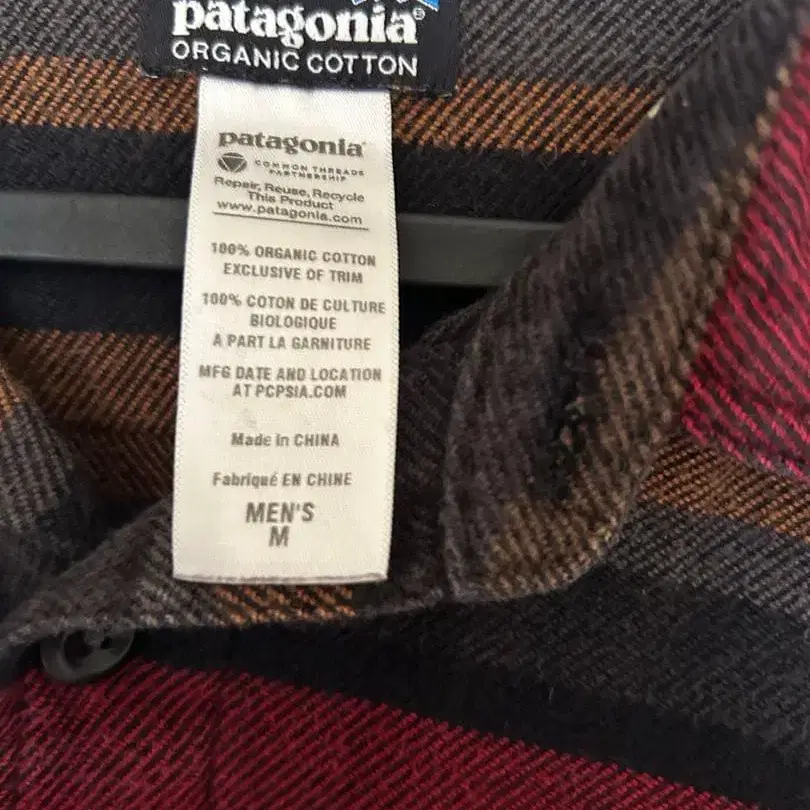 patagonia®
ORGANIC COTTON
patagonia®
COMMON THREADS
PARTNERSHIP
Repair, Reuse, Recycle
This Product
www.patagonia.com
100% ORGANIC COTTON
EXCLUSIVE OF TRIM
100% COTON DE CULTURE
BIOLOGIQUE
A PART LA GARNITURE
MFG DATE AND LOCATION
AT PCPSIA.COM
Made in CHINA
Fabriqué EN CHINE
MEN'S
M